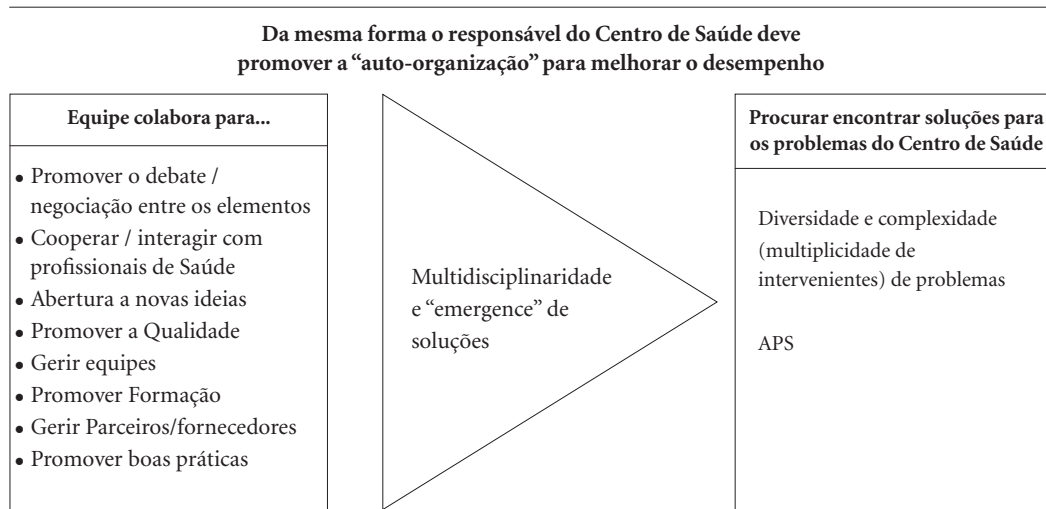 Da mesma forma o responsável do Centro de Saúde deve
promover a “auto-organização” para melhorar o desempenho
Equipe colabora para...
• Promover o debate /
negociação entre os elementos
• Cooperar / interagir com
profissionais de Saúde
• Abertura a novas ideias
• Promover a Qualidade
• Gerir equipes
• Promover Formação
• Gerir Parceiros/fornecedores
• Promover boas práticas
Multidisciplinaridade
e “emergence” de
soluções
Procurar encontrar soluções para
os problemas do Centro de Saúde
Diversidade e complexidade
(multiplicidade de
intervenientes) de problemas
APS